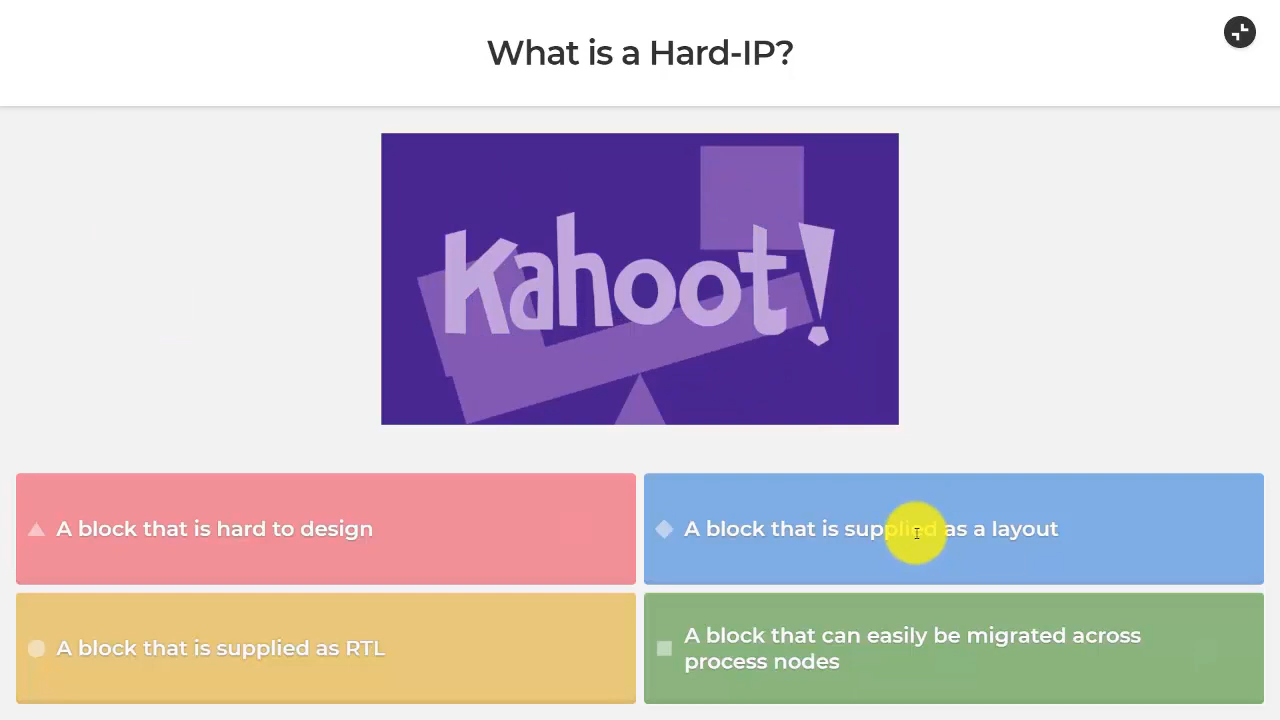 What is a Hard-IP?
Kahoot!
A block that is hard to design
A block that is supplied as a layout
A block that is supplied as RTL
A block that can easily be migrated across
process nodes